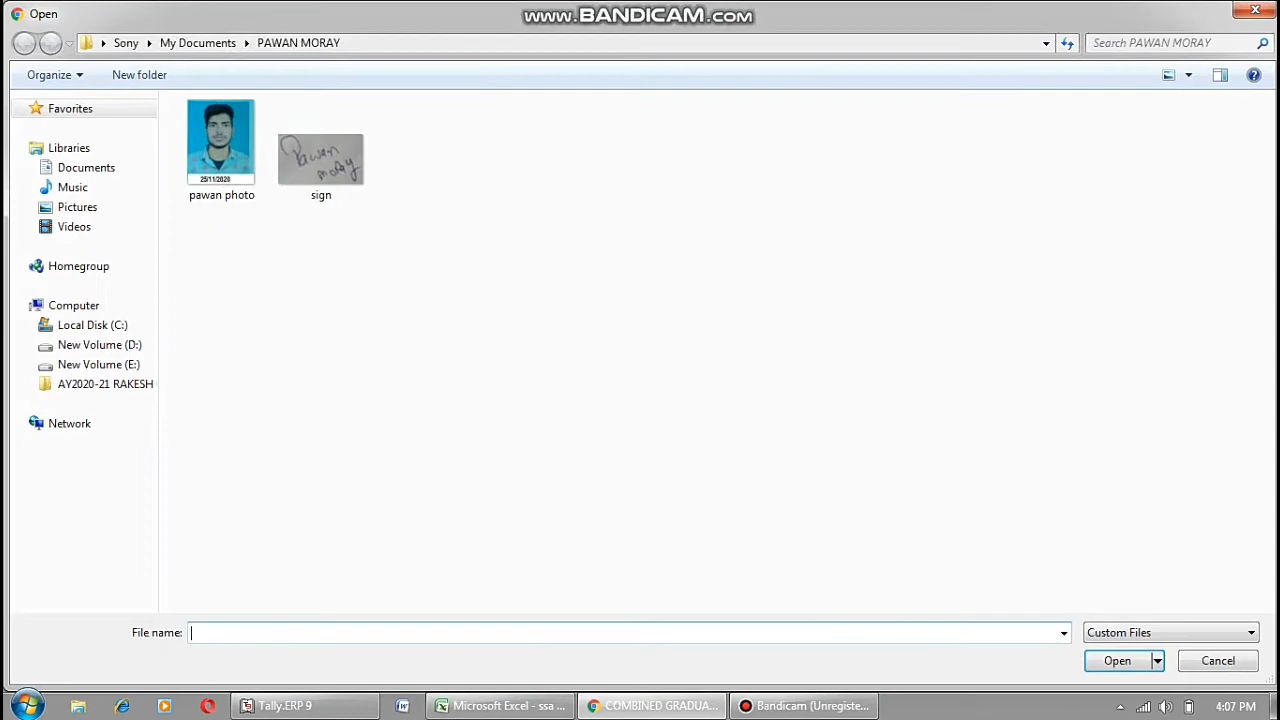 Open
www.BANDICAM.com
Sony
My Documents
PAWAN MORAY
Search PAWAN MORAY
Organize
New folder
Favorites
Libraries
Documents
Music
Pictures
Videos
Homegroup
Computer
Local Disk (C:)
New Volume (D:)
New Volume (E:)
AY2020-21 RAKESH
Network
25/11/2020
pawan photo
Pawan
moray
sign
File name:
Custom Files
Open
Cancel
Tally.ERP 9
Microsoft Excel - ssa ...
COMBINED GRADUA...
Bandicam (Unregiste...
4:07 PM